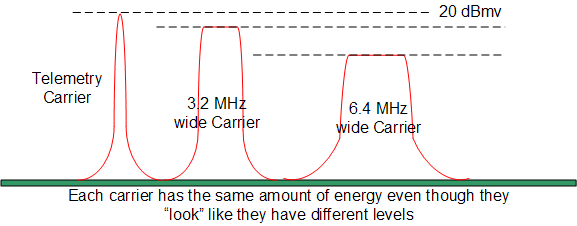 20 dBmv
Telemetry
Carrier
3.2 MHz
wide Carrier
6.4 MHz
wide Carrier
Each carrier has the same amount of energy even though they
“look” like they have different levels